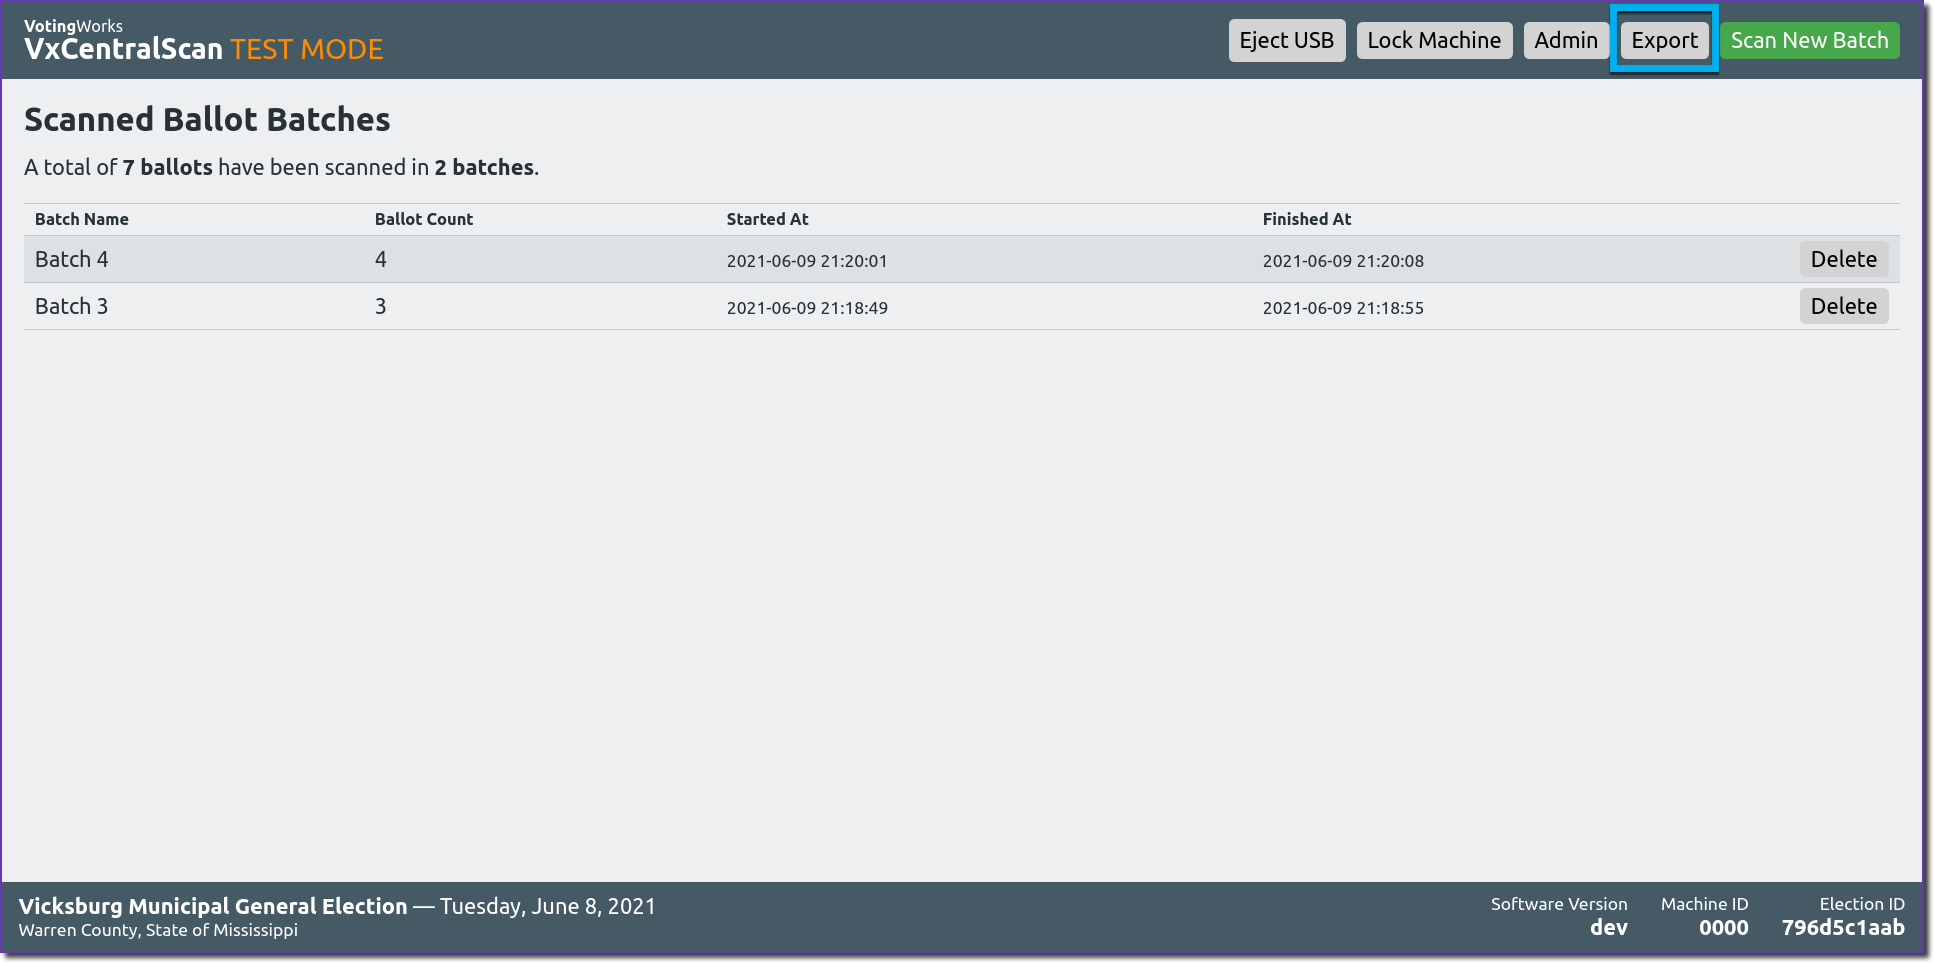 VotingWorks
VxCentralScan TEST MODE
Eject USB Lock Machine Admin Export Scan New Batch
Scanned Ballot Batches
A total of 7 ballots have been scanned in 2 batches.
Batch Name Ballot Count Started At Finished At
Batch 4 4 2021-06-09 21:20:01 2021-06-09 21:20:08 Delete
Batch 3 3 2021-06-09 21:18:49 2021-06-09 21:18:55 Delete
Vicksburg Municipal General Election — Tuesday, June 8, 2021
Warren County, State of Mississippi
Software Version Machine ID Election ID
dev 0000 796d5c1aab